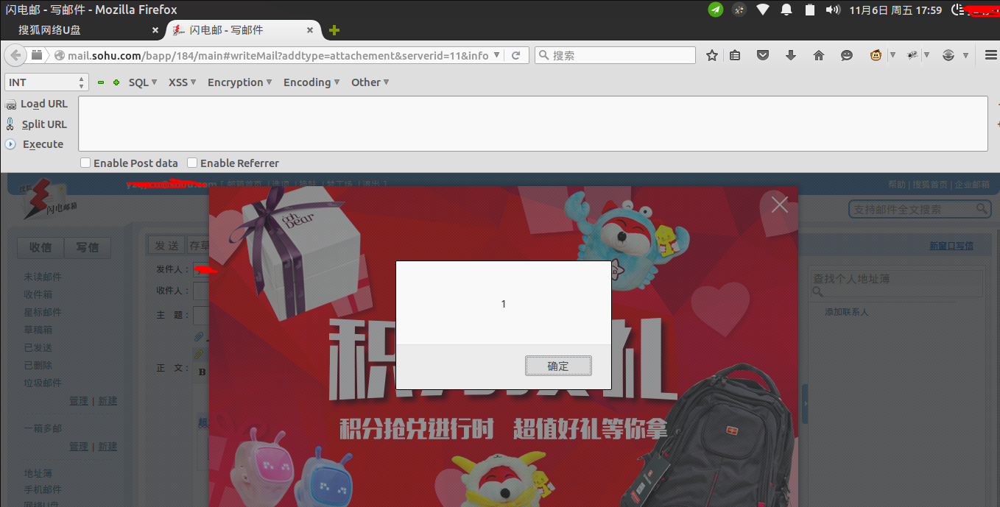 闪电邮 - 写邮件 - Mozilla Firefox
11月6日 周五 17:59
搜狐网络U盘
闪电邮 - 写邮件
mail.sohu.com/bapp/184/main#writeMail?addtype=attachement&serverid=11&info
搜索
INT SQL XSS Encryption Encoding Other
Load URL
Split URL
Execute
Enable Post data Enable Referrer
[ 邮箱首页 | 选项 | 换肤 | 梦工场 | 退出 ]
帮助 | 搜狐首页 | 企业邮箱
搜狐
闪电邮箱
支持邮件全文搜索
收信 写信
发 送 存草
新窗口写信
发件人：
收件人：
主 题：
正 文：
B
查找个人地址簿
添加联系人
未读邮件
收件箱
星标邮件
草稿箱
已发送
已删除
垃圾邮件
管理 | 新建
一箱多邮
管理 | 新建
地址簿
手机邮件
网络U盘
Dear
1
确定
积
礼
积分抢兑进行时 超值好礼等你拿